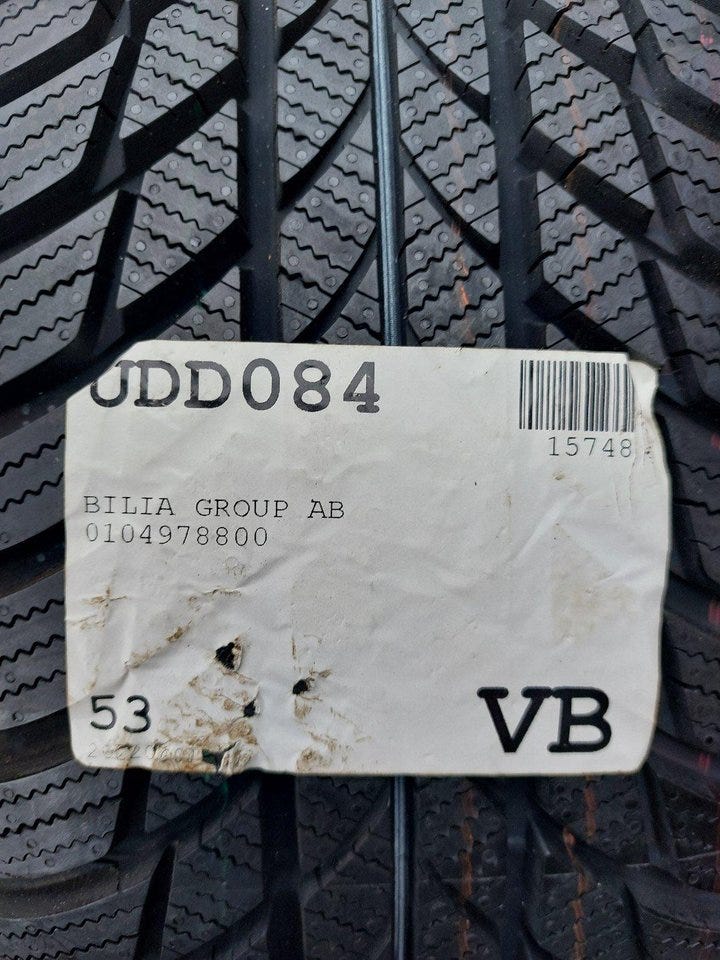 UDD084
15748
BILIA GROUP AB
0104978800
53
VB